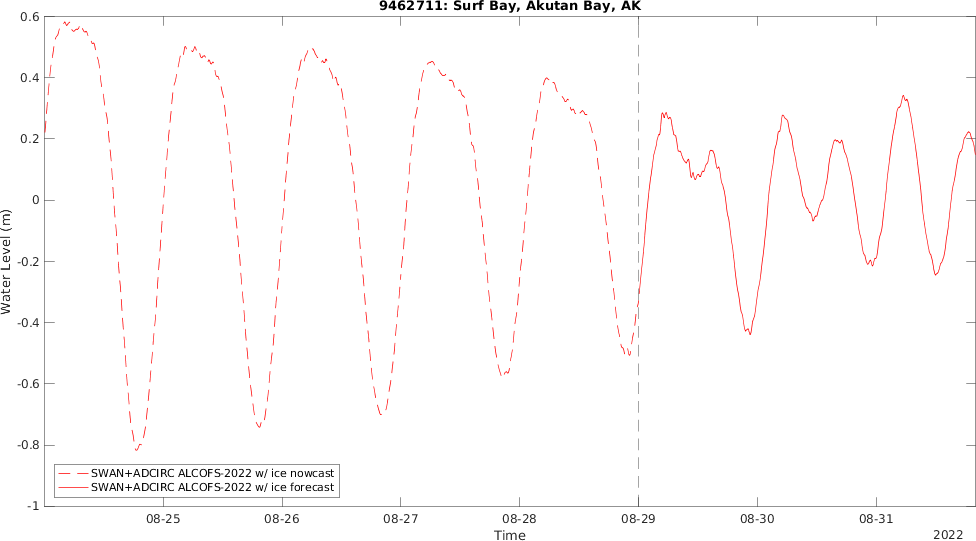 9462711: Surf Bay, Akutan Bay, AK
0.6
0.4
0.2
0
-0.2
-0.4
-0.6
-0.8
-1
Water Level (m)
SWAN+ADCIRC ALCOFS-2022 w/ ice nowcast
SWAN+ADCIRC ALCOFS-2022 w/ ice forecast
08-25 08-26 08-27 08-28 08-29 08-30 08-31
Time
2022